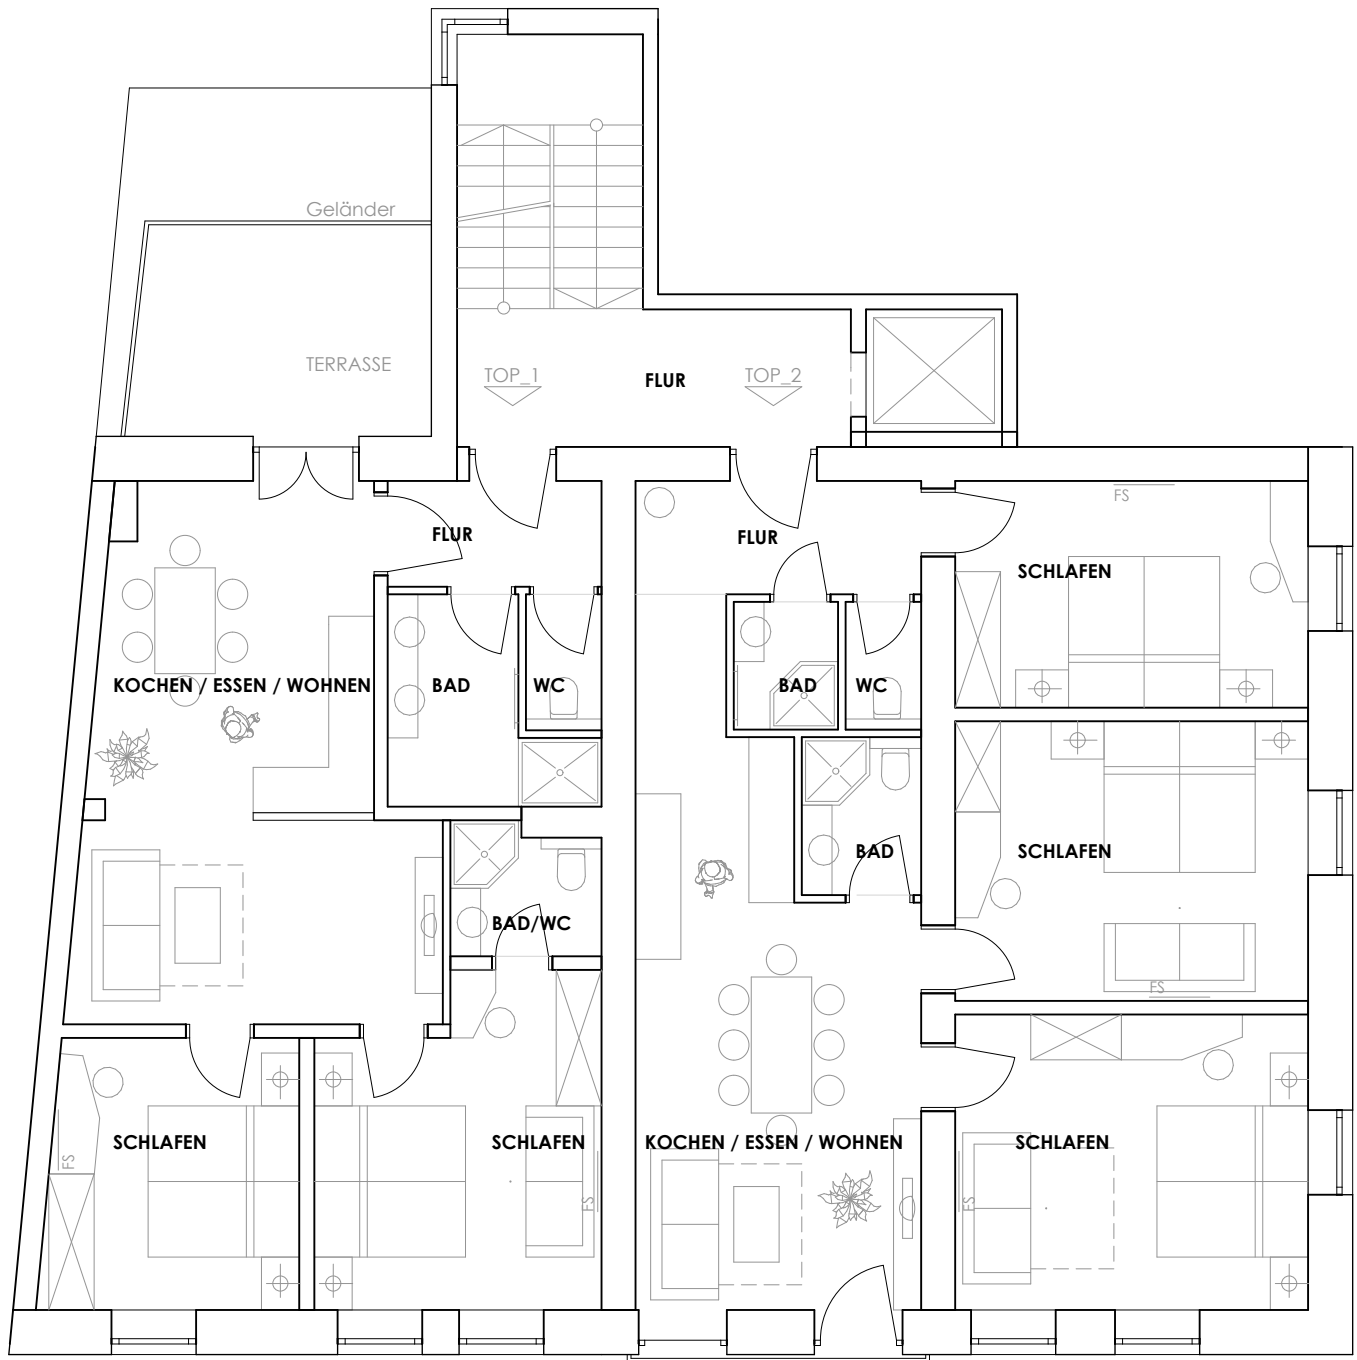 Geländer
TERRASSE
TOP_1
FLUR
TOP_2
FS
FLUR
FLUR
SCHLAFEN
KOCHEN / ESSEN / WOHNEN
BAD
WC
BAD
WC
BAD
SCHLAFEN
BAD/WC
FS
SCHLAFEN
SCHLAFEN
KOCHEN / ESSEN / WOHNEN
SCHLAFEN
FS
FS
FS